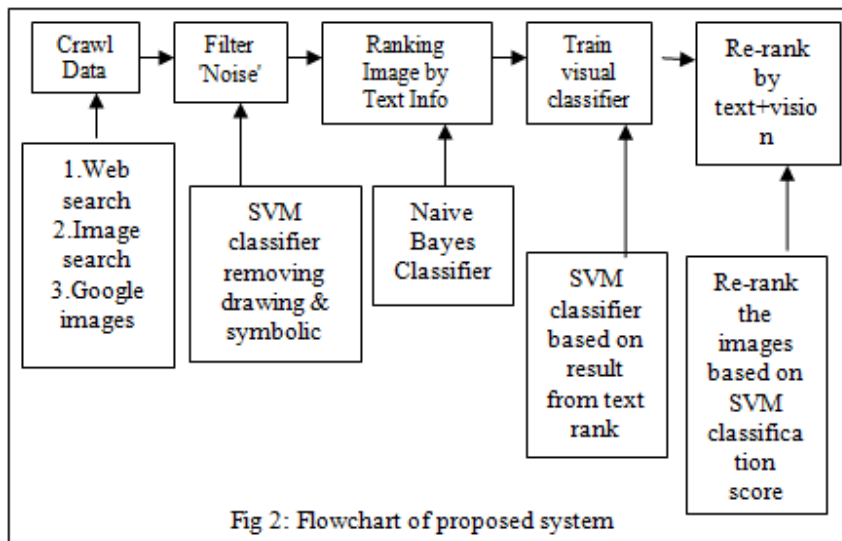 Crawl
Data
Filter
'Noise'
Ranking
Image by
Text Info
Train
visual
classifier
Re-rank
by
text+visio
n
1.Web
search
2.Image
search
3.Google
images
SVM
classifier
removing
drawing &
symbolic
Naive
Bayes
Classifier
SVM
classifier
based on
result
from text
rank
Re-rank
the
images
based on
SVM
classifica
tion
score
Fig 2: Flowchart of proposed system